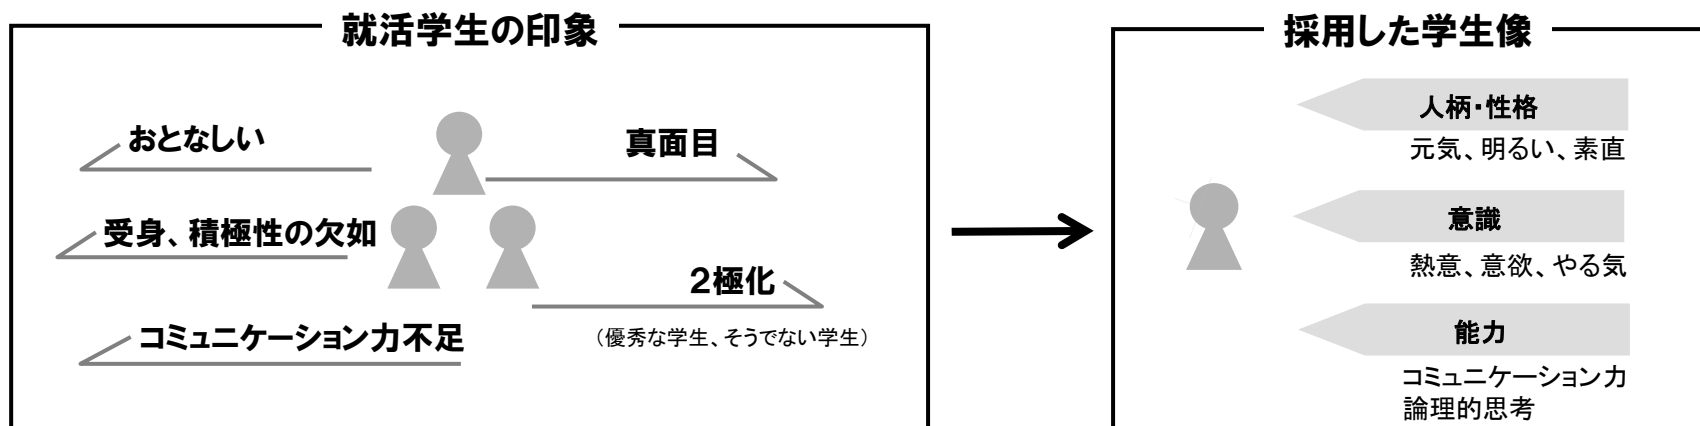 就活学生の印象
おとなしい
真面目
受身、積極性の欠如
2極化
（優秀な学生、そうでない学生）
コミュニケーション力不足
採用した学生像
人柄・性格
元気、明るい、素直
意識
熱意、意欲、やる気
能力
コミュニケーション力
論理的思考